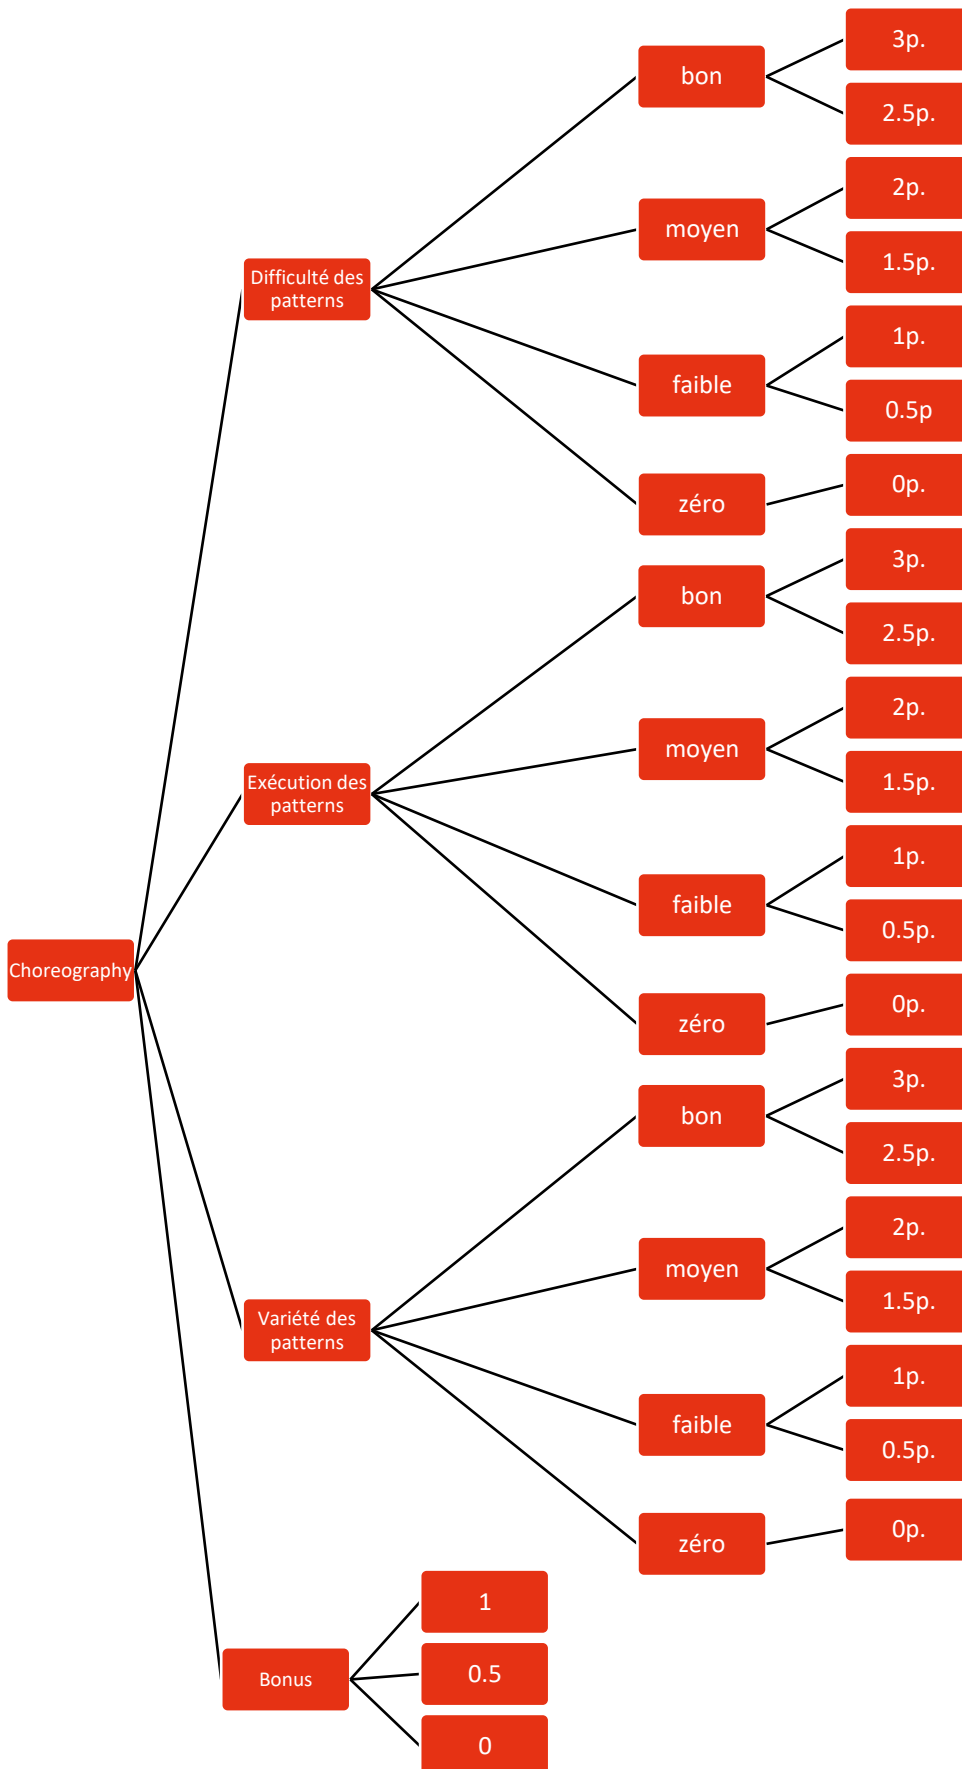 Choreography
Difficulté des
patterns
bon
3p.
2.5p.
moyen
2p.
1.5p.
faible
1p.
0.5p
zéro
0p.
Exécution des
patterns
bon
3p.
2.5p.
moyen
2p.
1.5p.
faible
1p.
0.5p.
zéro
0p.
Variété des
patterns
bon
3p.
2.5p.
moyen
2p.
1.5p.
faible
1p.
0.5p.
zéro
0p.
Bonus
1
0.5
0